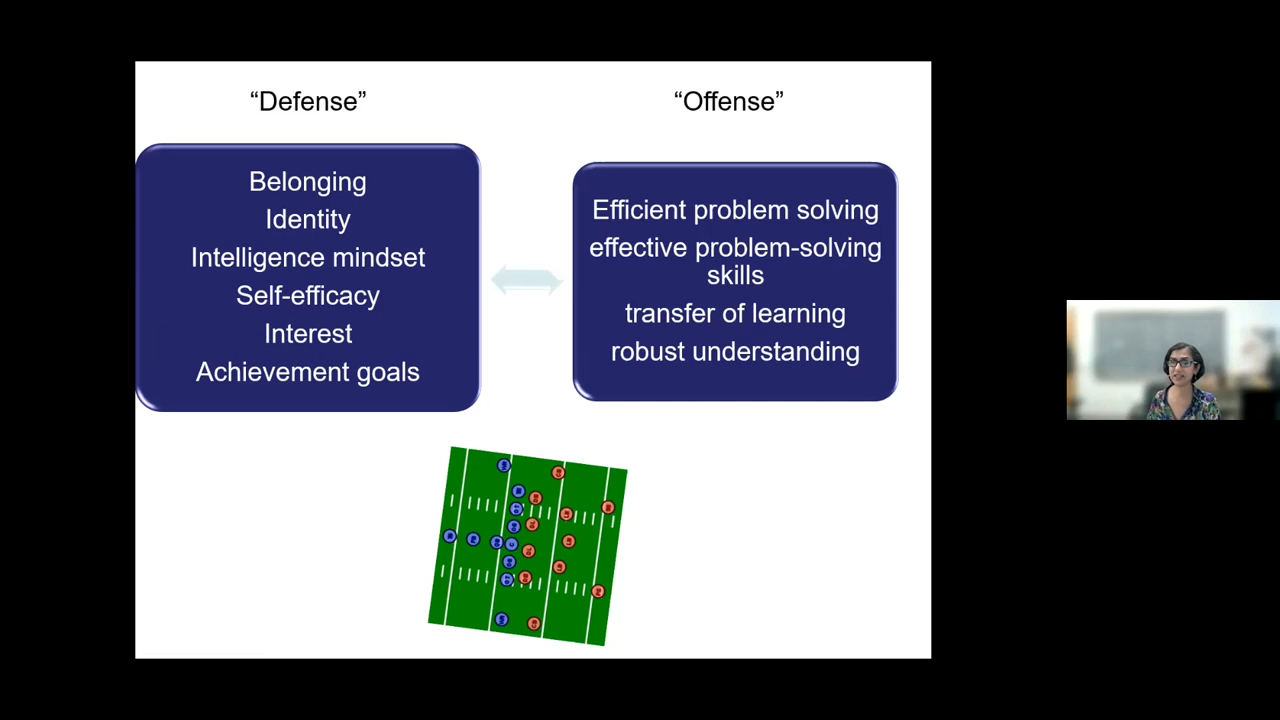 “Defense”
“Offense”
Belonging
Identity
Intelligence mindset
Self-efficacy
Interest
Achievement goals
Efficient problem solving
effective problem-solving
skills
transfer of learning
robust understanding